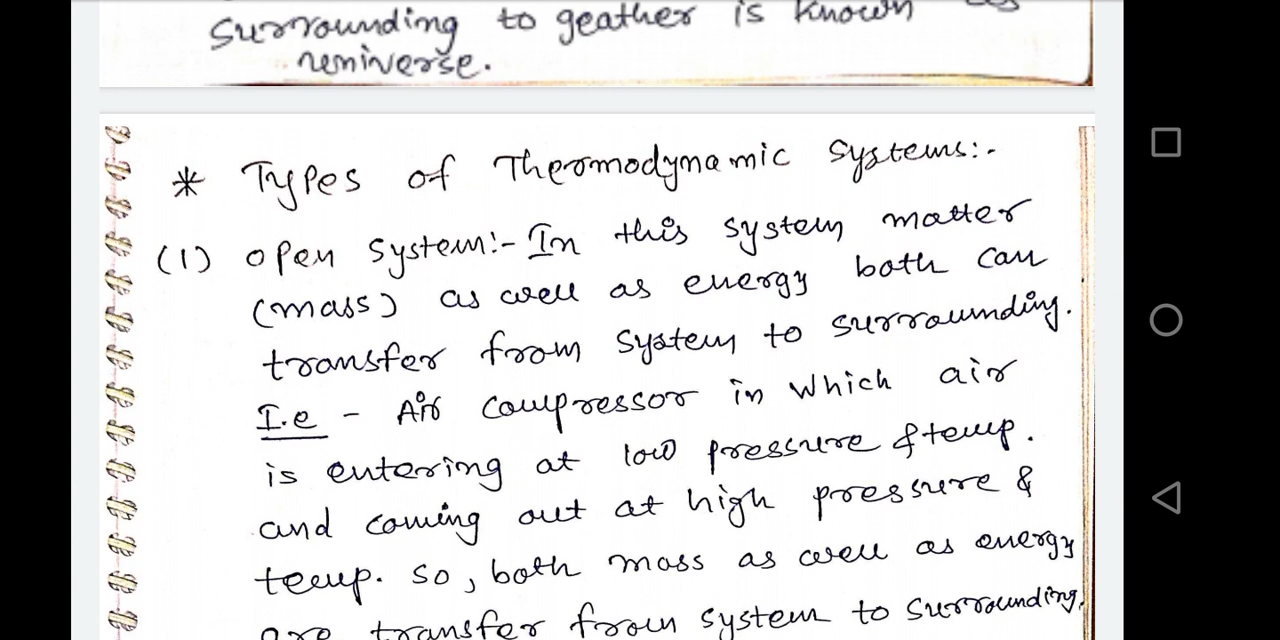 Surrounding to geather is known as
reniverse.
* Types of Thermodynamic Systems:-
(1) open system:- In this system matter
(mass) as well as energy both can
transfer from system to surrounding.
I.e - Air compressor in which air
is entering at low pressure & temp.
and coming out at high pressure &
temp. so, both mass as well as energy
are transfer from system to surrounding,